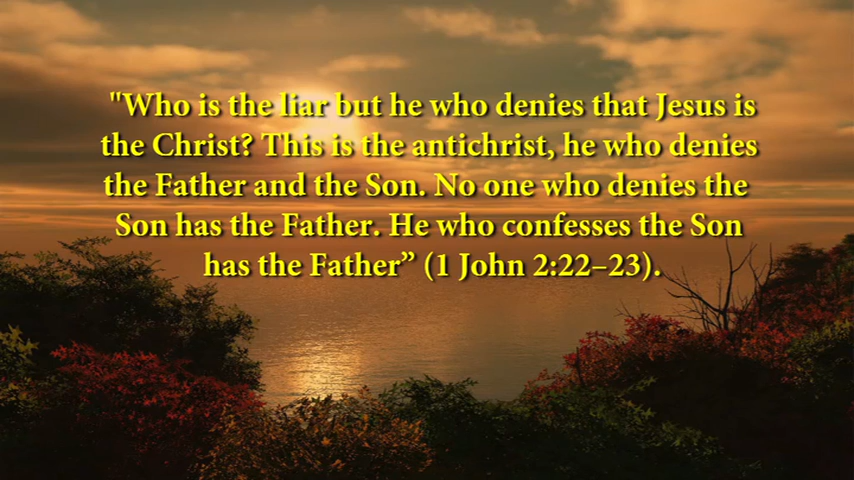 "Who is the liar but he who denies that Jesus is
the Christ? This is the antichrist, he who denies
the Father and the Son. No one who denies the
Son has the Father. He who confesses the Son
has the Father” (1 John 2:22–23).